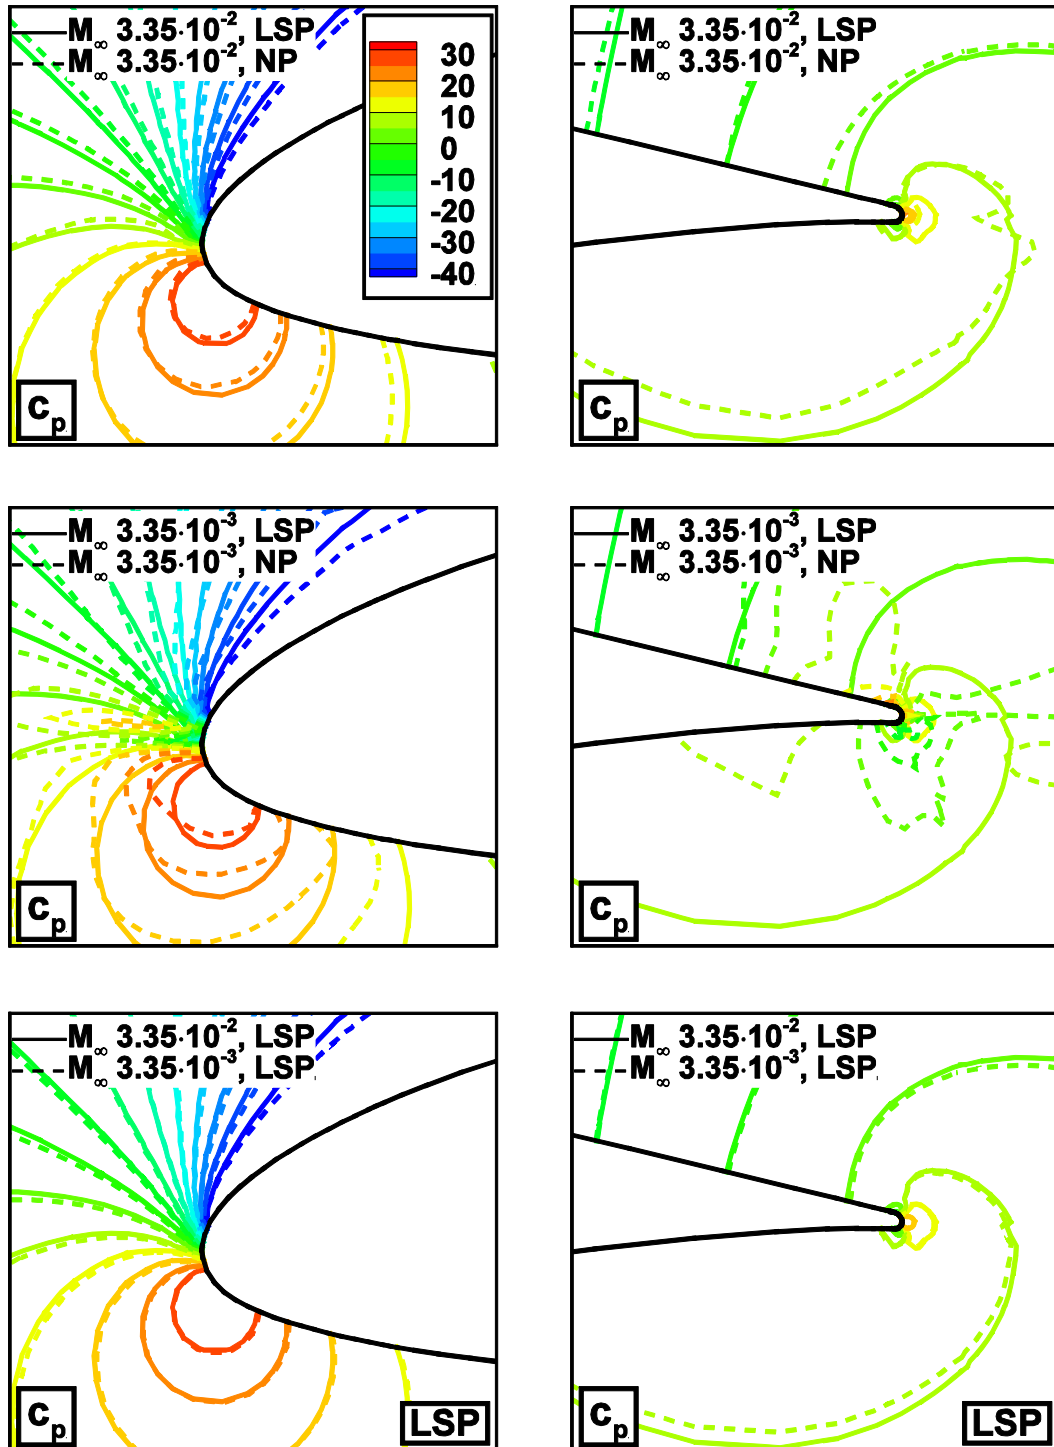 M∞ 3.35·10⁻², LSP
M∞ 3.35·10⁻², NP
30
20
10
0
-10
-20
-30
-40
Cp
M∞ 3.35·10⁻², LSP
M∞ 3.35·10⁻², NP
Cp
M∞ 3.35·10⁻³, LSP
M∞ 3.35·10⁻³, NP
Cp
M∞ 3.35·10⁻³, LSP
M∞ 3.35·10⁻³, NP
Cp
M∞ 3.35·10⁻², LSP
M∞ 3.35·10⁻³, LSP
Cp
LSP
M∞ 3.35·10⁻², LSP
M∞ 3.35·10⁻³, LSP
Cp
LSP